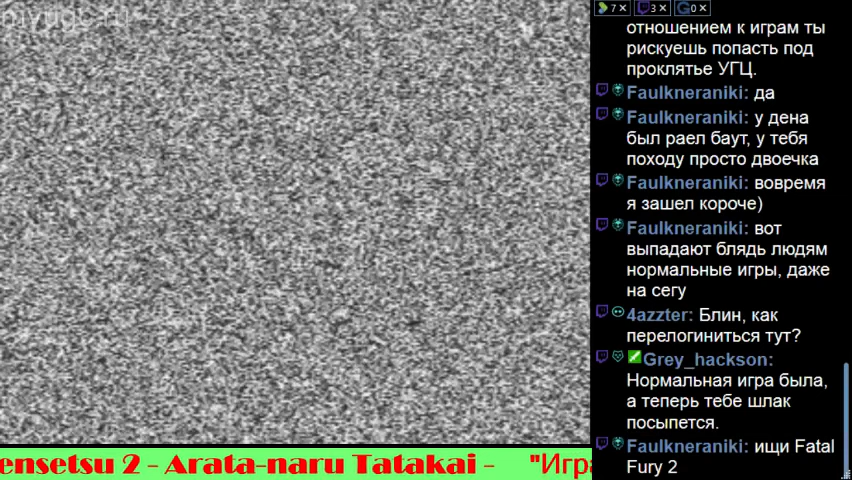 myugc.ru
7 × 3 × 0 ×
отношением к играм ты
рискуешь попасть под
проклятье УГЦ.
Faulkneraniki: да
Faulkneraniki: у дена
был раел баут, у тебя
походу просто двоечка
Faulkneraniki: вовремя
я зашел короче)
Faulkneraniki: вот
выпадают блядь людям
нормальные игры, даже
на сегу
4azzter: Блин, как
перелогиниться тут?
Grey_hackson:
Нормальная игра была,
а теперь тебе шлак
посыпется.
Faulkneraniki: ищи Fatal
Fury 2
ensetsu 2 - Arata-naru Tatakai - "Игра